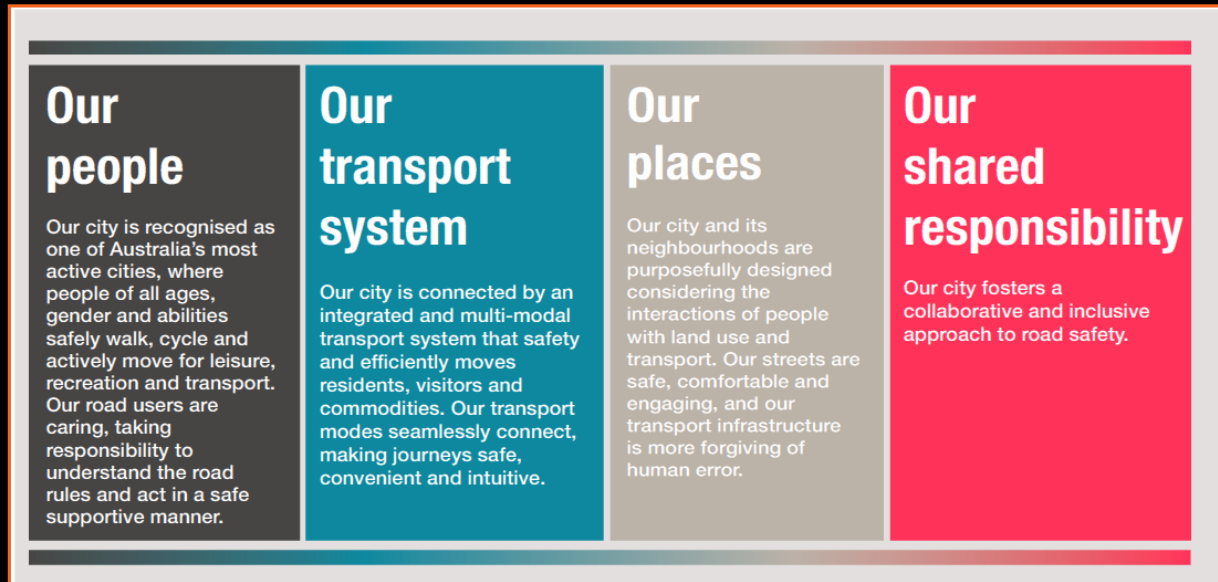 Our
people
Our city is recognised as
one of Australia's most
active cities, where
people of all ages,
gender and abilities
safely walk, cycle and
actively move for leisure,
recreation and transport.
Our road users are
caring, taking
responsibility to
understand the road
rules and act in a safe
supportive manner.
Our
transport
system
Our city is connected by an
integrated and multi-modal
transport system that safety
and efficiently moves
residents, visitors and
commodities. Our transport
modes seamlessly connect,
making journeys safe,
convenient and intuitive.
Our
places
Our city and its
neighbourhoods are
purposefully designed
considering the
interactions of people
with land use and
transport. Our streets are
safe, comfortable and
engaging, and our
transport infrastructure
is more forgiving of
human error.
Our
shared
responsibility
Our city fosters a
collaborative and inclusive
approach to road safety.